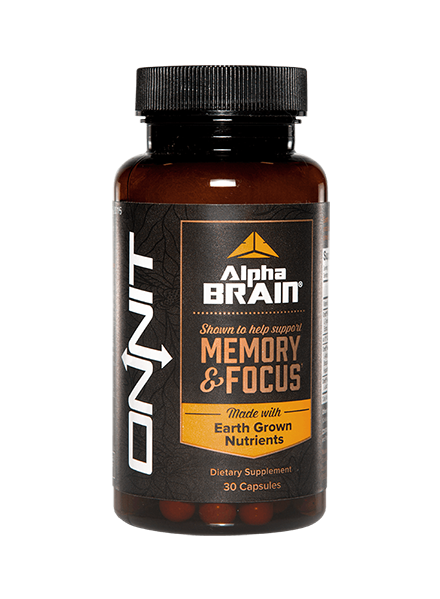 ONNIT
Alpha
BRAIN®
Shown to help support
MEMORY
& FOCUS
Made with
Earth Grown
Nutrients
Dietary Supplement
30 Capsules